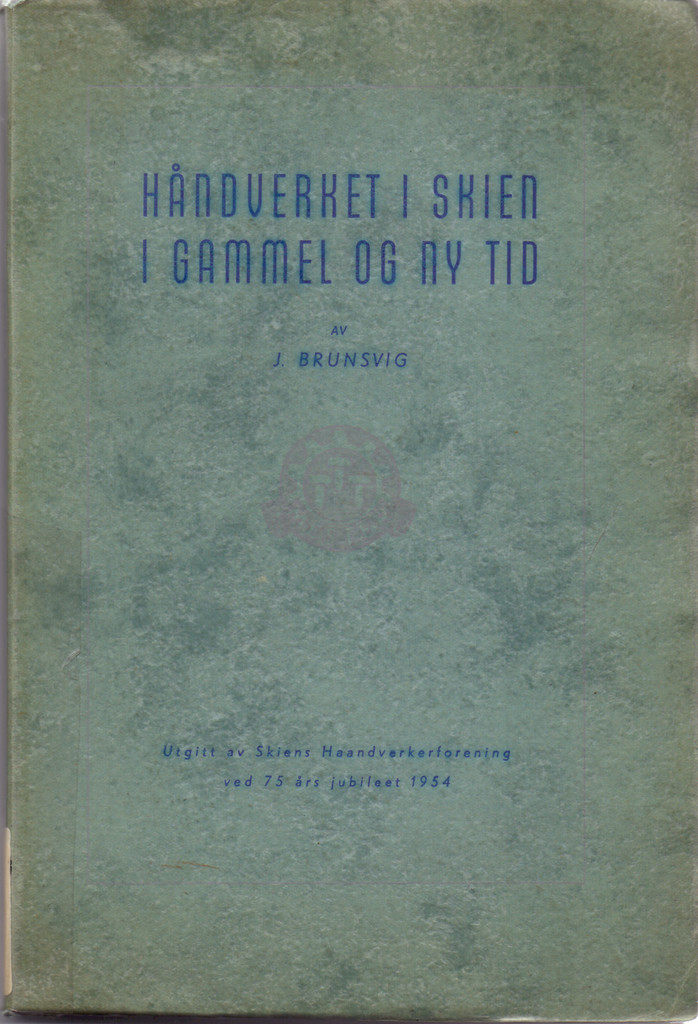 HÅNDVERKET I SKIEN
I GAMMEL OG NY TID
AV
J. BRUNSVIG
Utgitt av Skiens Haandverkerforening
ved 75 års jubileet 1954